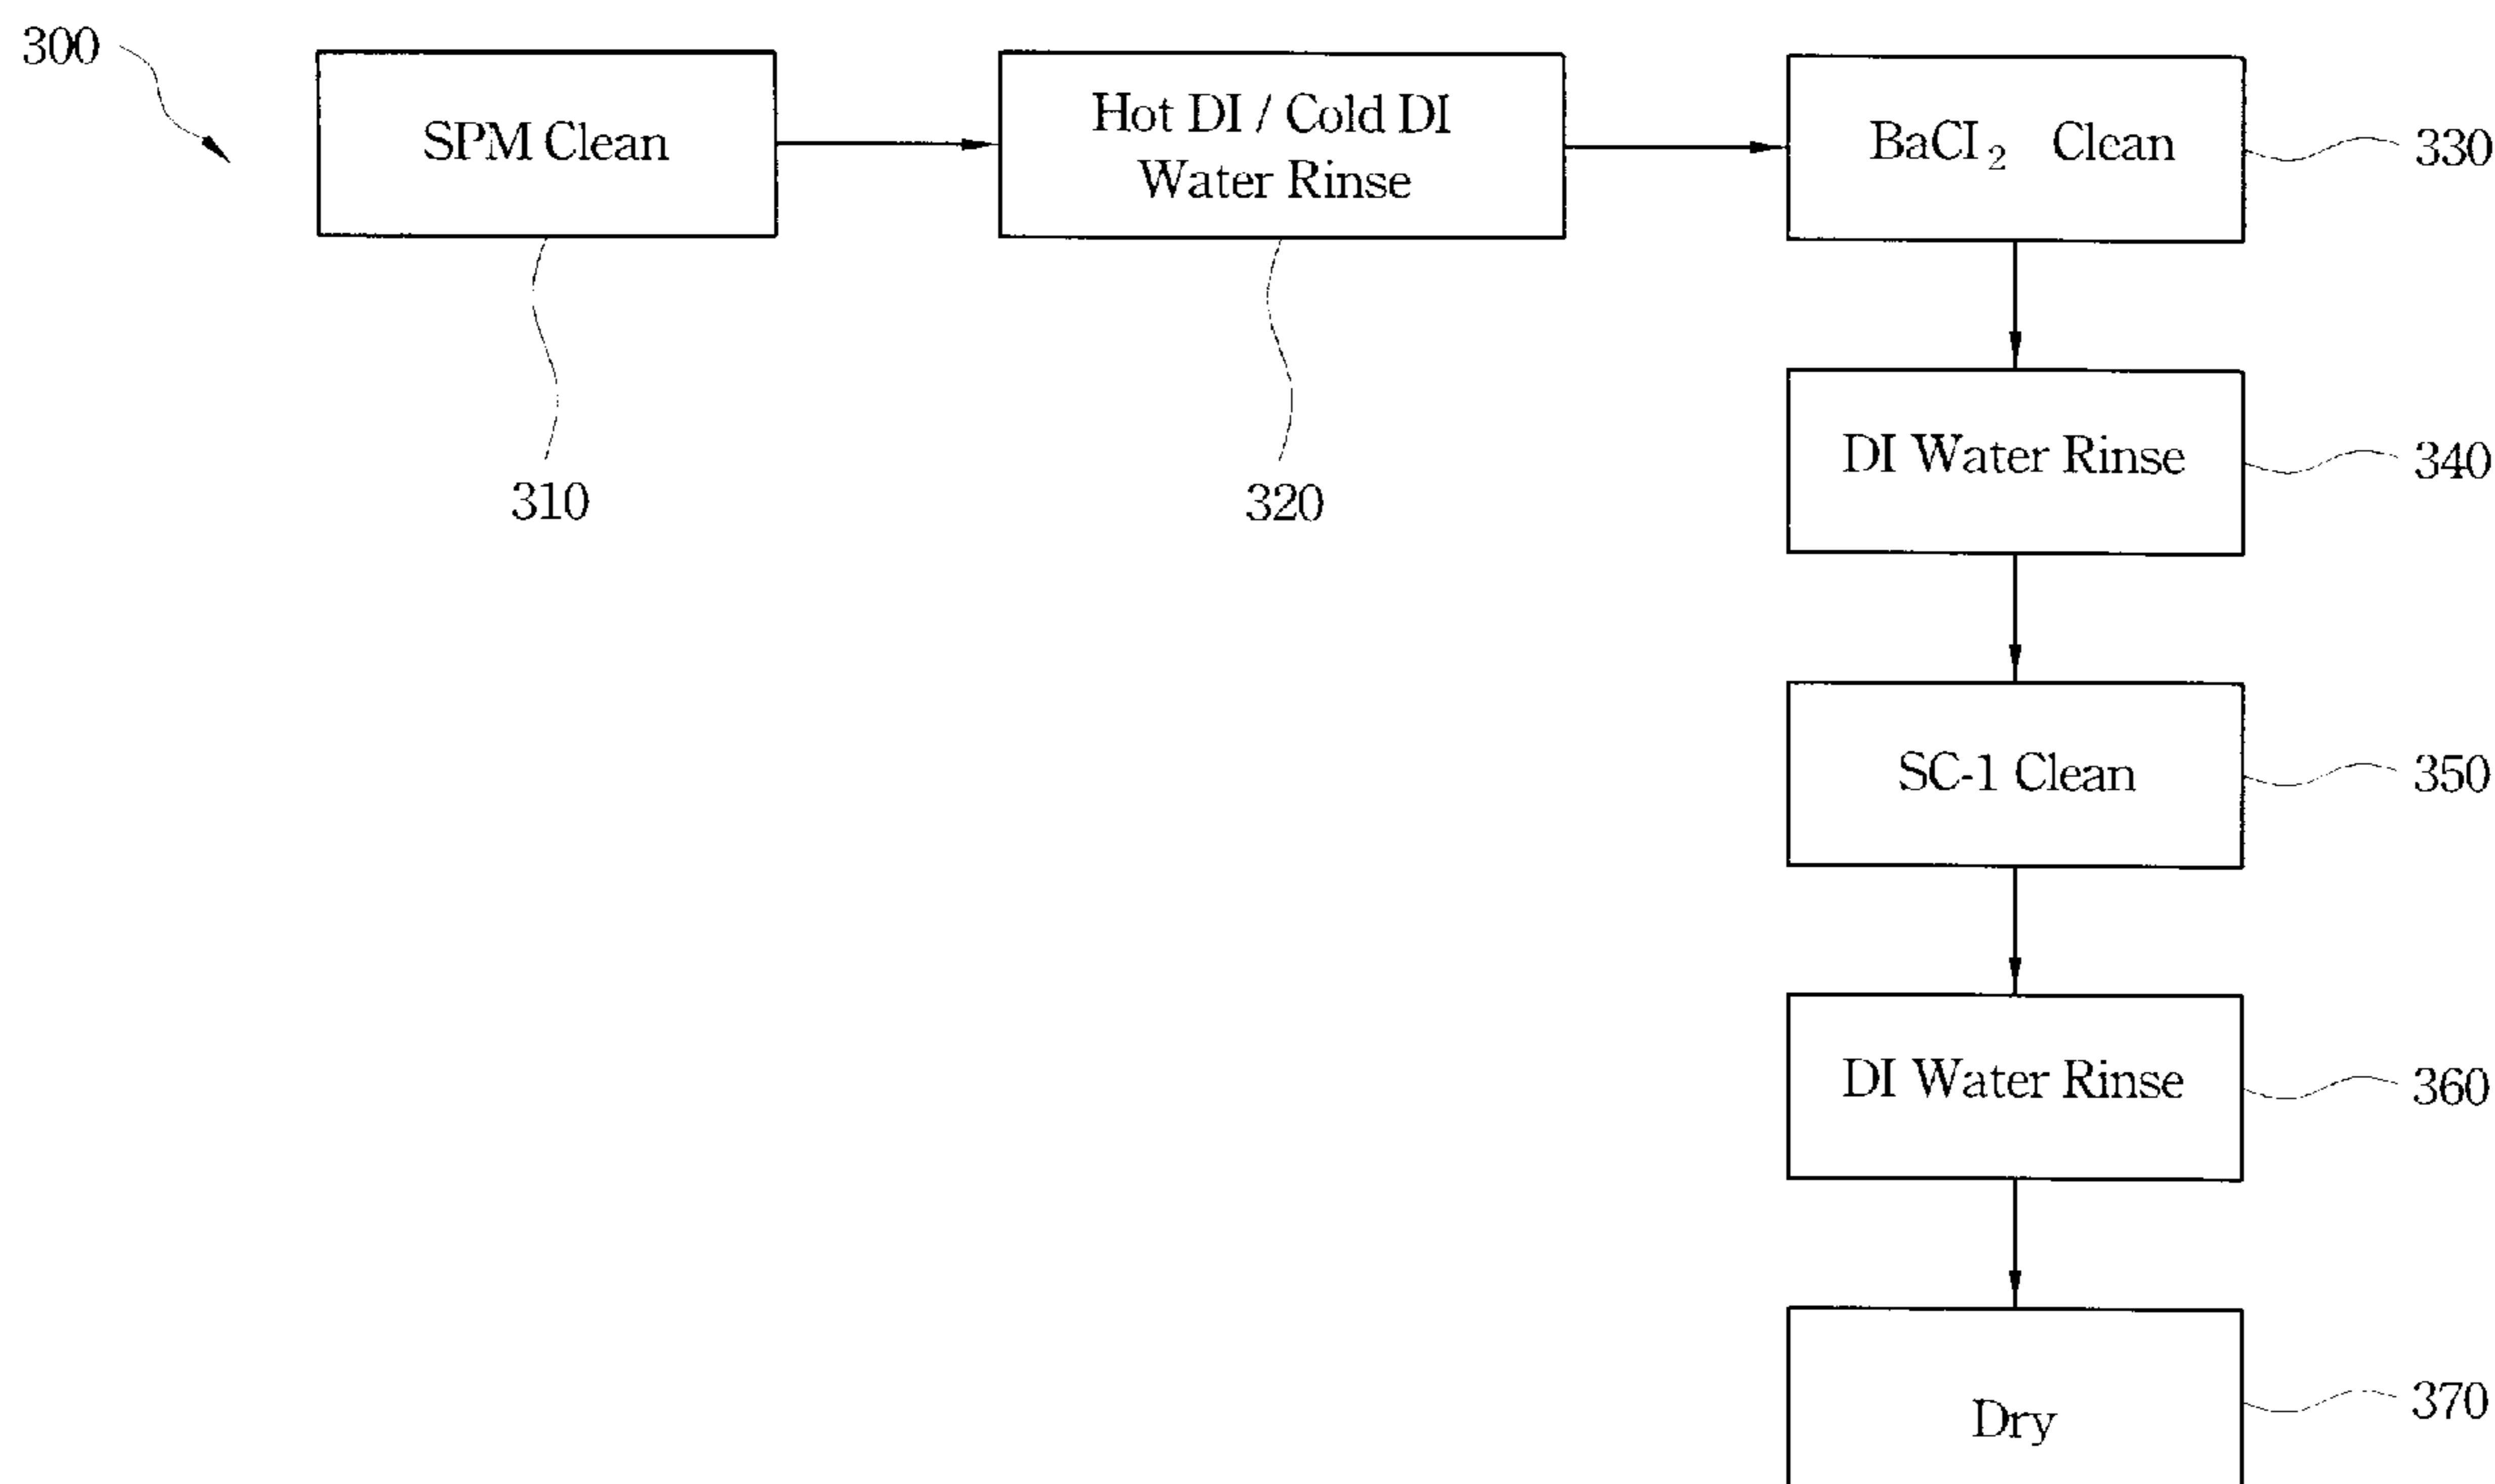 300
SPM Clean
Hot DI / Cold DI
Water Rinse
BaCI₂ Clean
330
310
320
DI Water Rinse
340
SC-1 Clean
350
DI Water Rinse
360
Dry
370